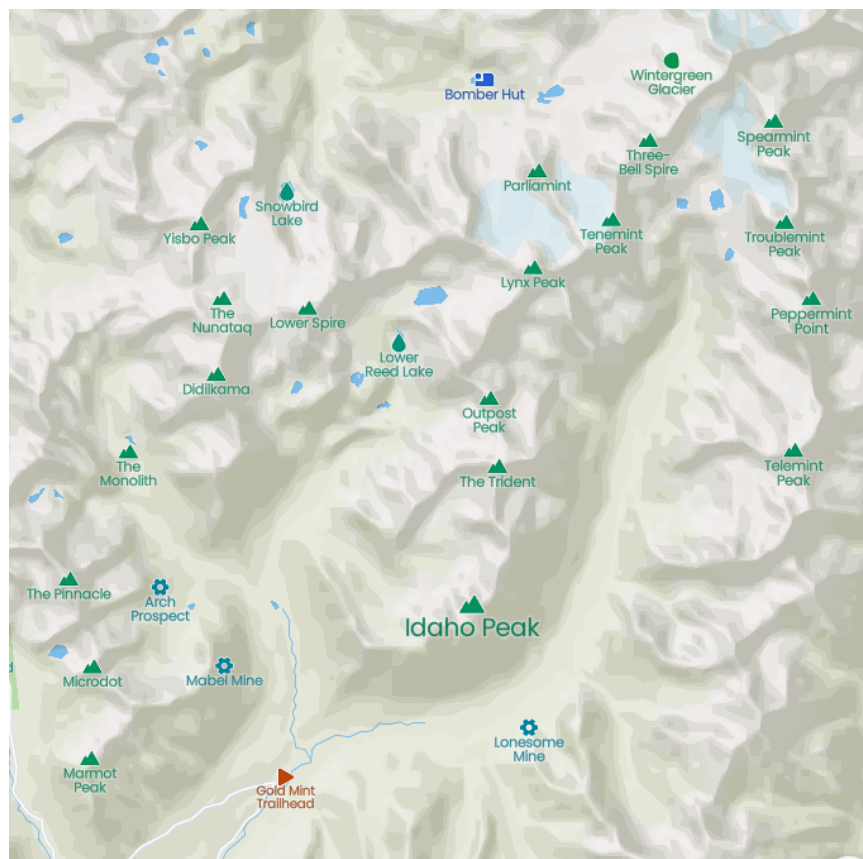 Wintergreen
Glacier
Bomber Hut
Spearmint
Peak
Three-
Bell Spire
Parliamint
Snowbird
Lake
Yisbo Peak
Tenemint
Peak
Troublemint
Peak
Lynx Peak
The
Nunataq
Lower Spire
Peppermint
Point
Lower
Reed Lake
Didilkama
Outpost
Peak
The
Monolith
The Trident
Telemint
Peak
The Pinnacle
Arch
Prospect
Idaho Peak
Microdot
Mabel Mine
Lonesome
Mine
Marmot
Peak
Gold Mint
Trailhead